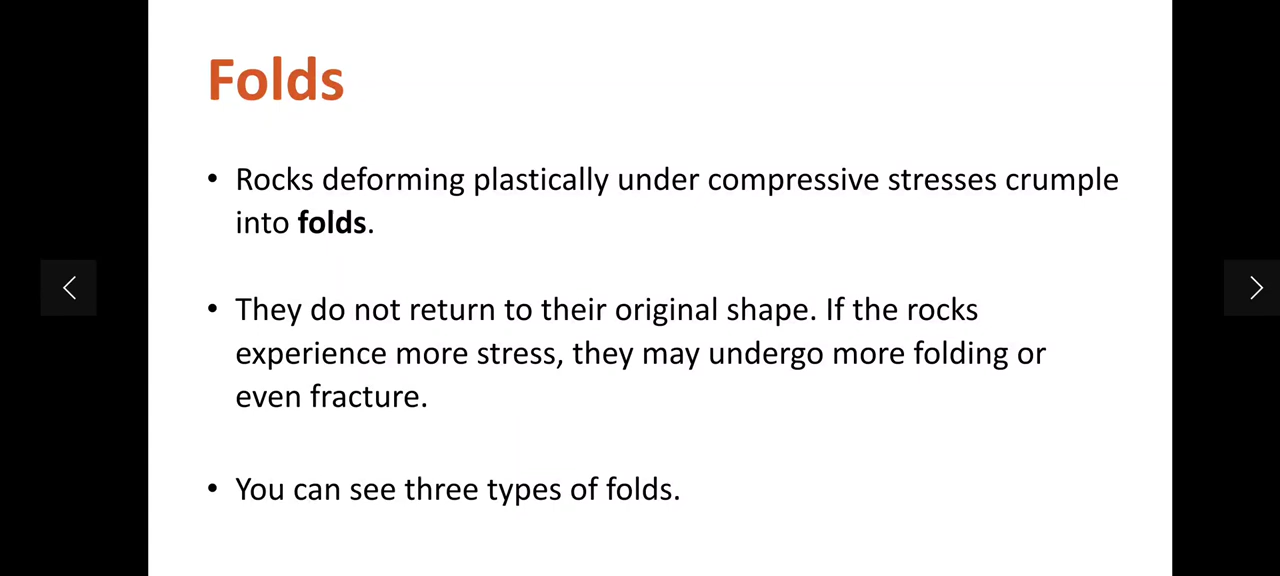 Folds
• Rocks deforming plastically under compressive stresses crumple
into folds.
• They do not return to their original shape. If the rocks
experience more stress, they may undergo more folding or
even fracture.
• You can see three types of folds.